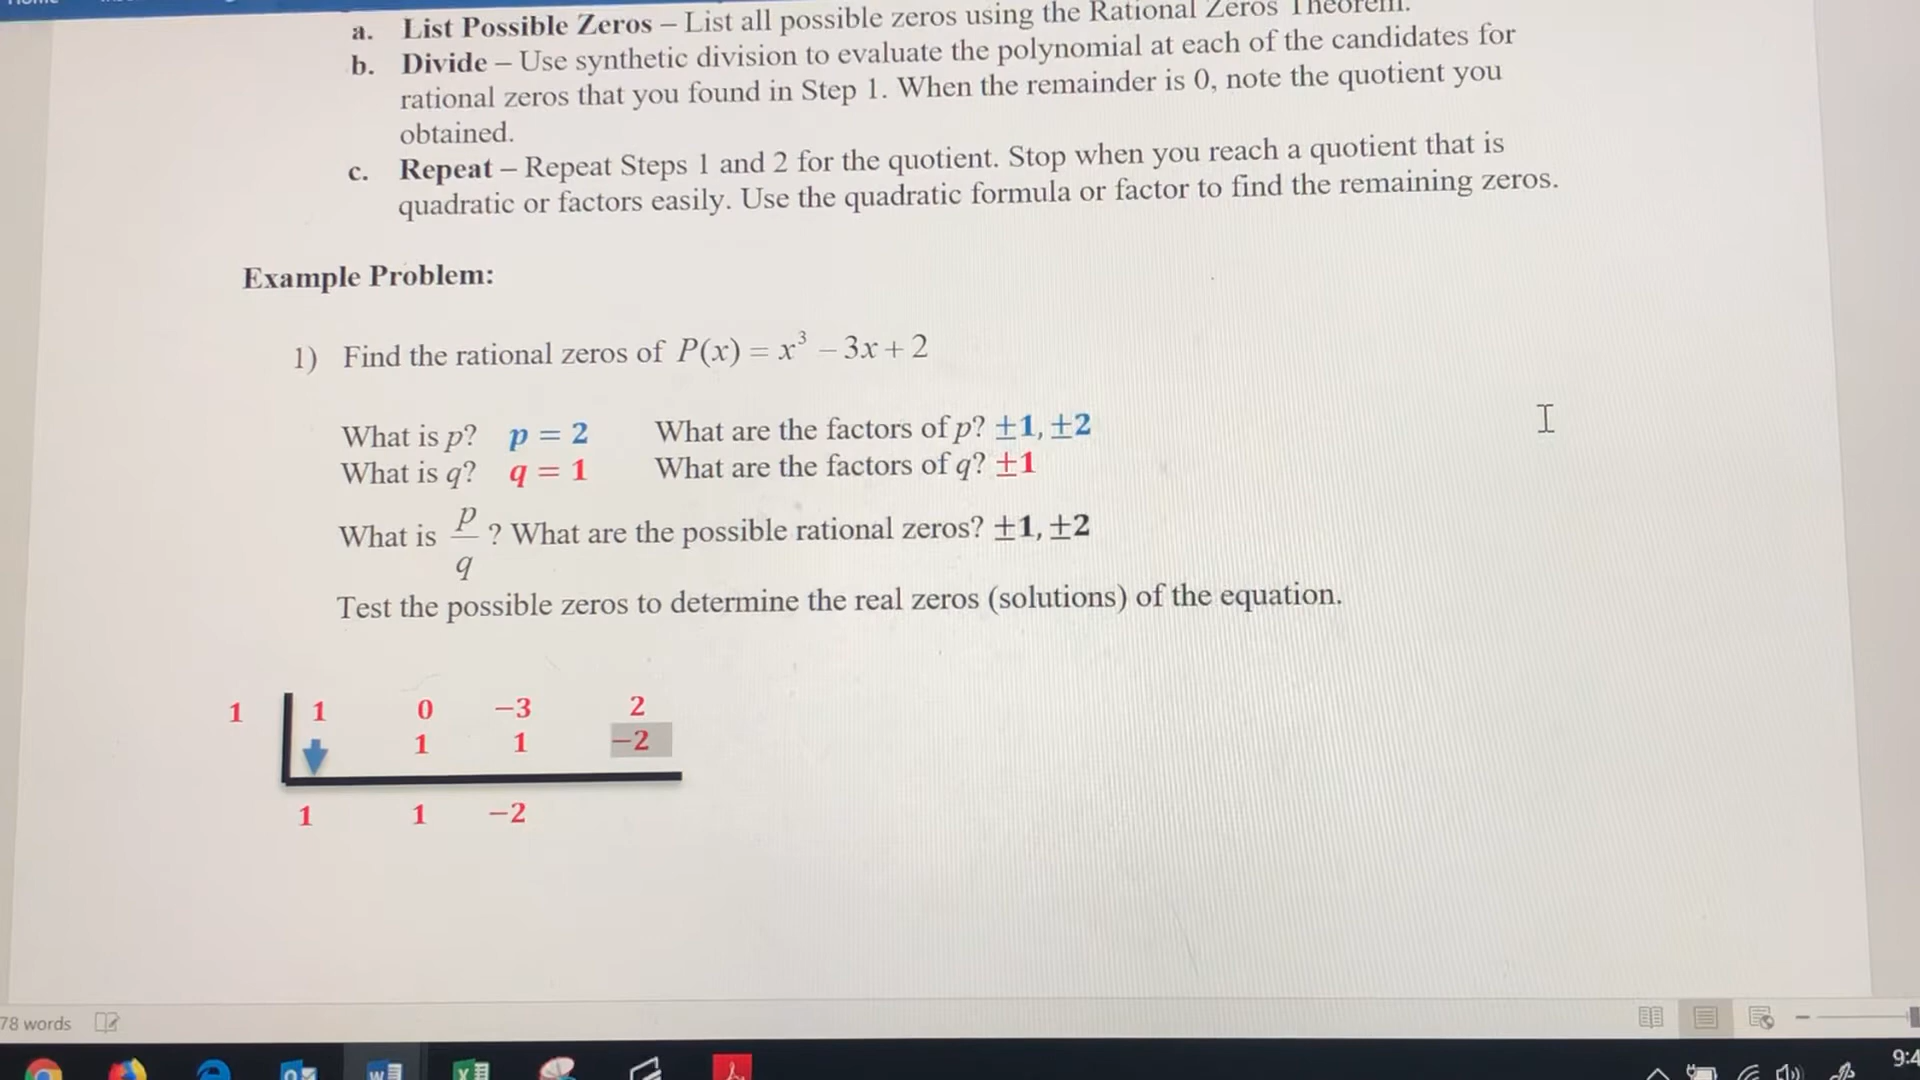 a. List Possible Zeros – List all possible zeros using the Rational Zeros Theorem.
b. Divide – Use synthetic division to evaluate the polynomial at each of the candidates for
rational zeros that you found in Step 1. When the remainder is 0, note the quotient you
obtained.
c. Repeat – Repeat Steps 1 and 2 for the quotient. Stop when you reach a quotient that is
quadratic or factors easily. Use the quadratic formula or factor to find the remaining zeros.
Example Problem:
1) Find the rational zeros of P(x) = x³ – 3x + 2
What is p? p = 2 What are the factors of p? ±1, ±2
What is q? q = 1 What are the factors of q? ±1
What is p/q ? What are the possible rational zeros? ±1, ±2
Test the possible zeros to determine the real zeros (solutions) of the equation.
1 1 0 −3 2
1 1 −2
1 1 −2
78 words